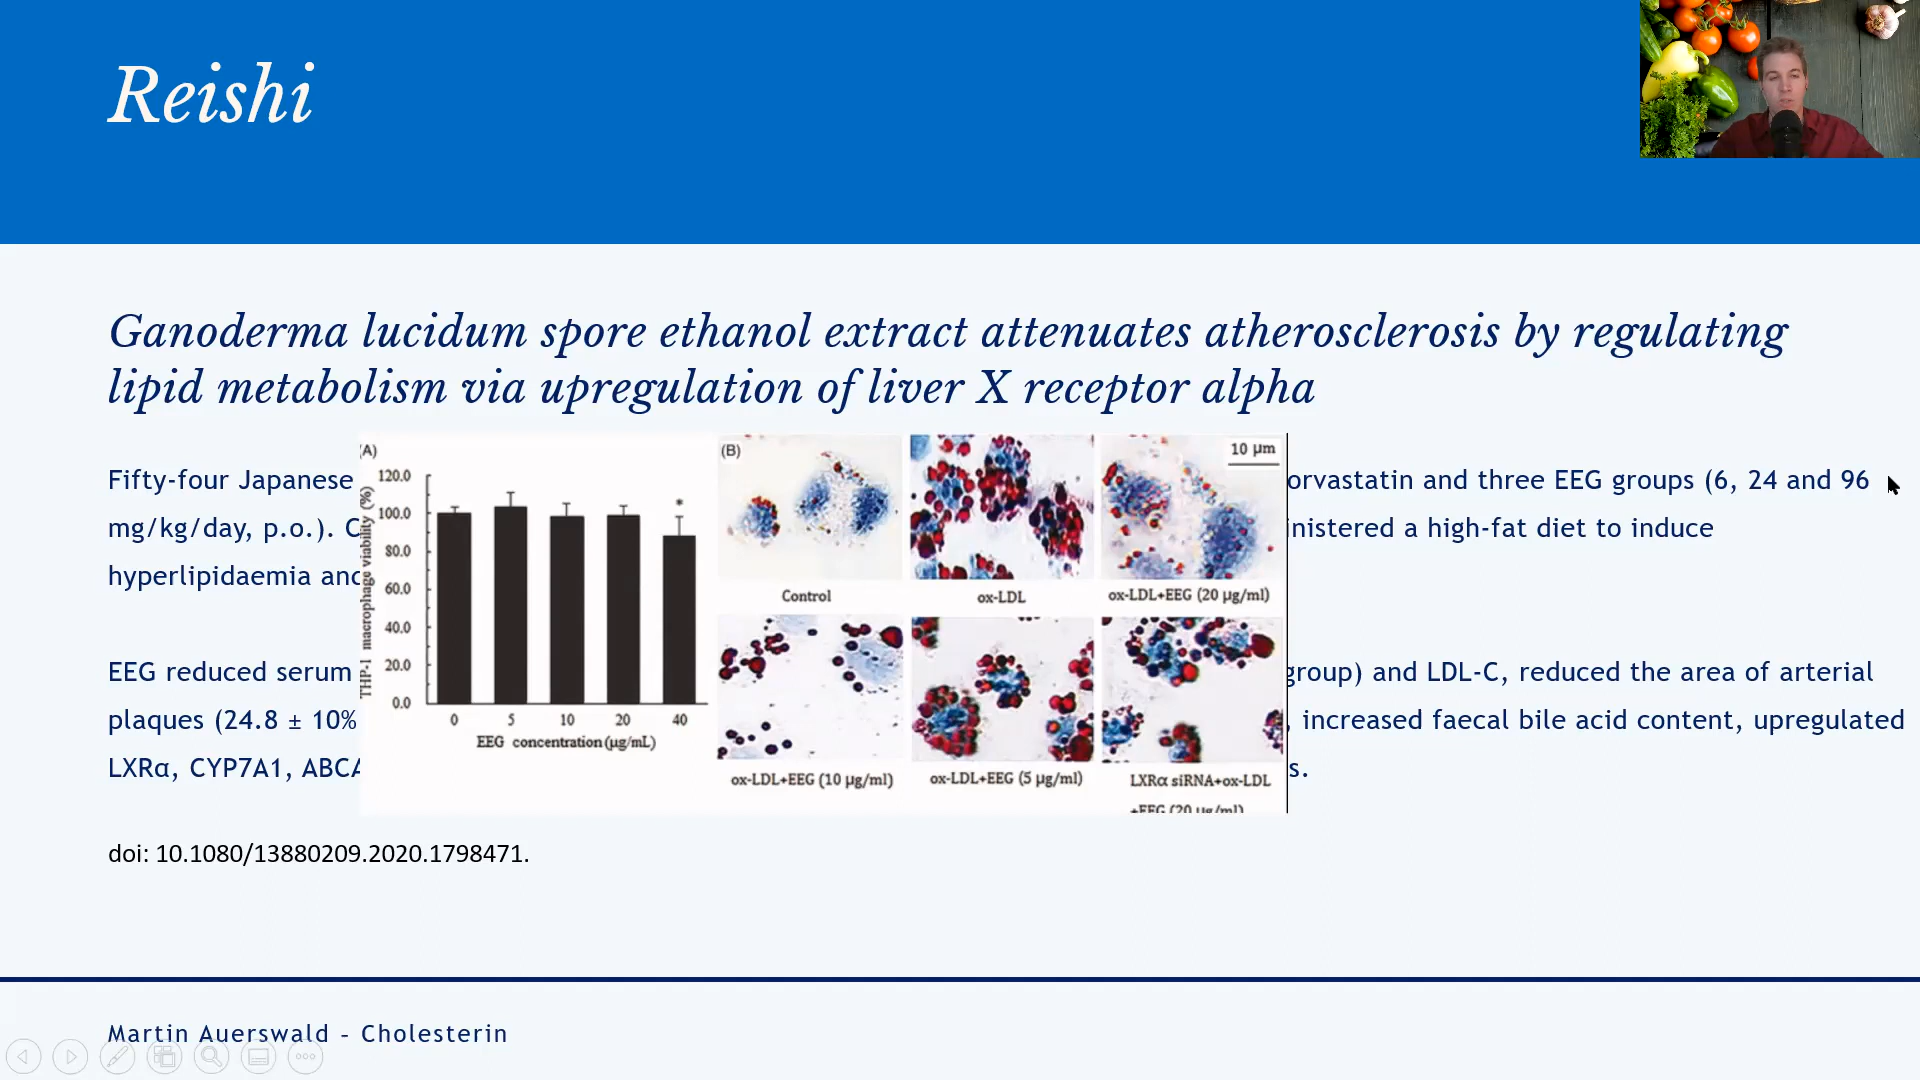 Reishi
Ganoderma lucidum spore ethanol extract attenuates atherosclerosis by regulating
lipid metabolism via upregulation of liver X receptor alpha
Fifty-four Japanese
orvastatin and three EEG groups (6, 24 and 96
mg/kg/day, p.o.). C
inistered a high-fat diet to induce
hyperlipidaemia and
EEG reduced serum
group) and LDL-C, reduced the area of arterial
plaques (24.8 ± 10%
, increased faecal bile acid content, upregulated
LXRα, CYP7A1, ABCA
s.
(A)
THP-1 macrophage viability (%)
120.0
100.0
80.0
60.0
40.0
20.0
0.0
*
0 5 10 20 40
EEG concentration (µg/mL)
(B)
10 µm
Control
ox-LDL
ox-LDL+EEG (20 µg/ml)
ox-LDL+EEG (10 µg/ml)
ox-LDL+EEG (5 µg/ml)
LXRα siRNA+ox-LDL
+EEG (20 µg/ml)
doi: 10.1080/13880209.2020.1798471.
Martin Auerswald – Cholesterin